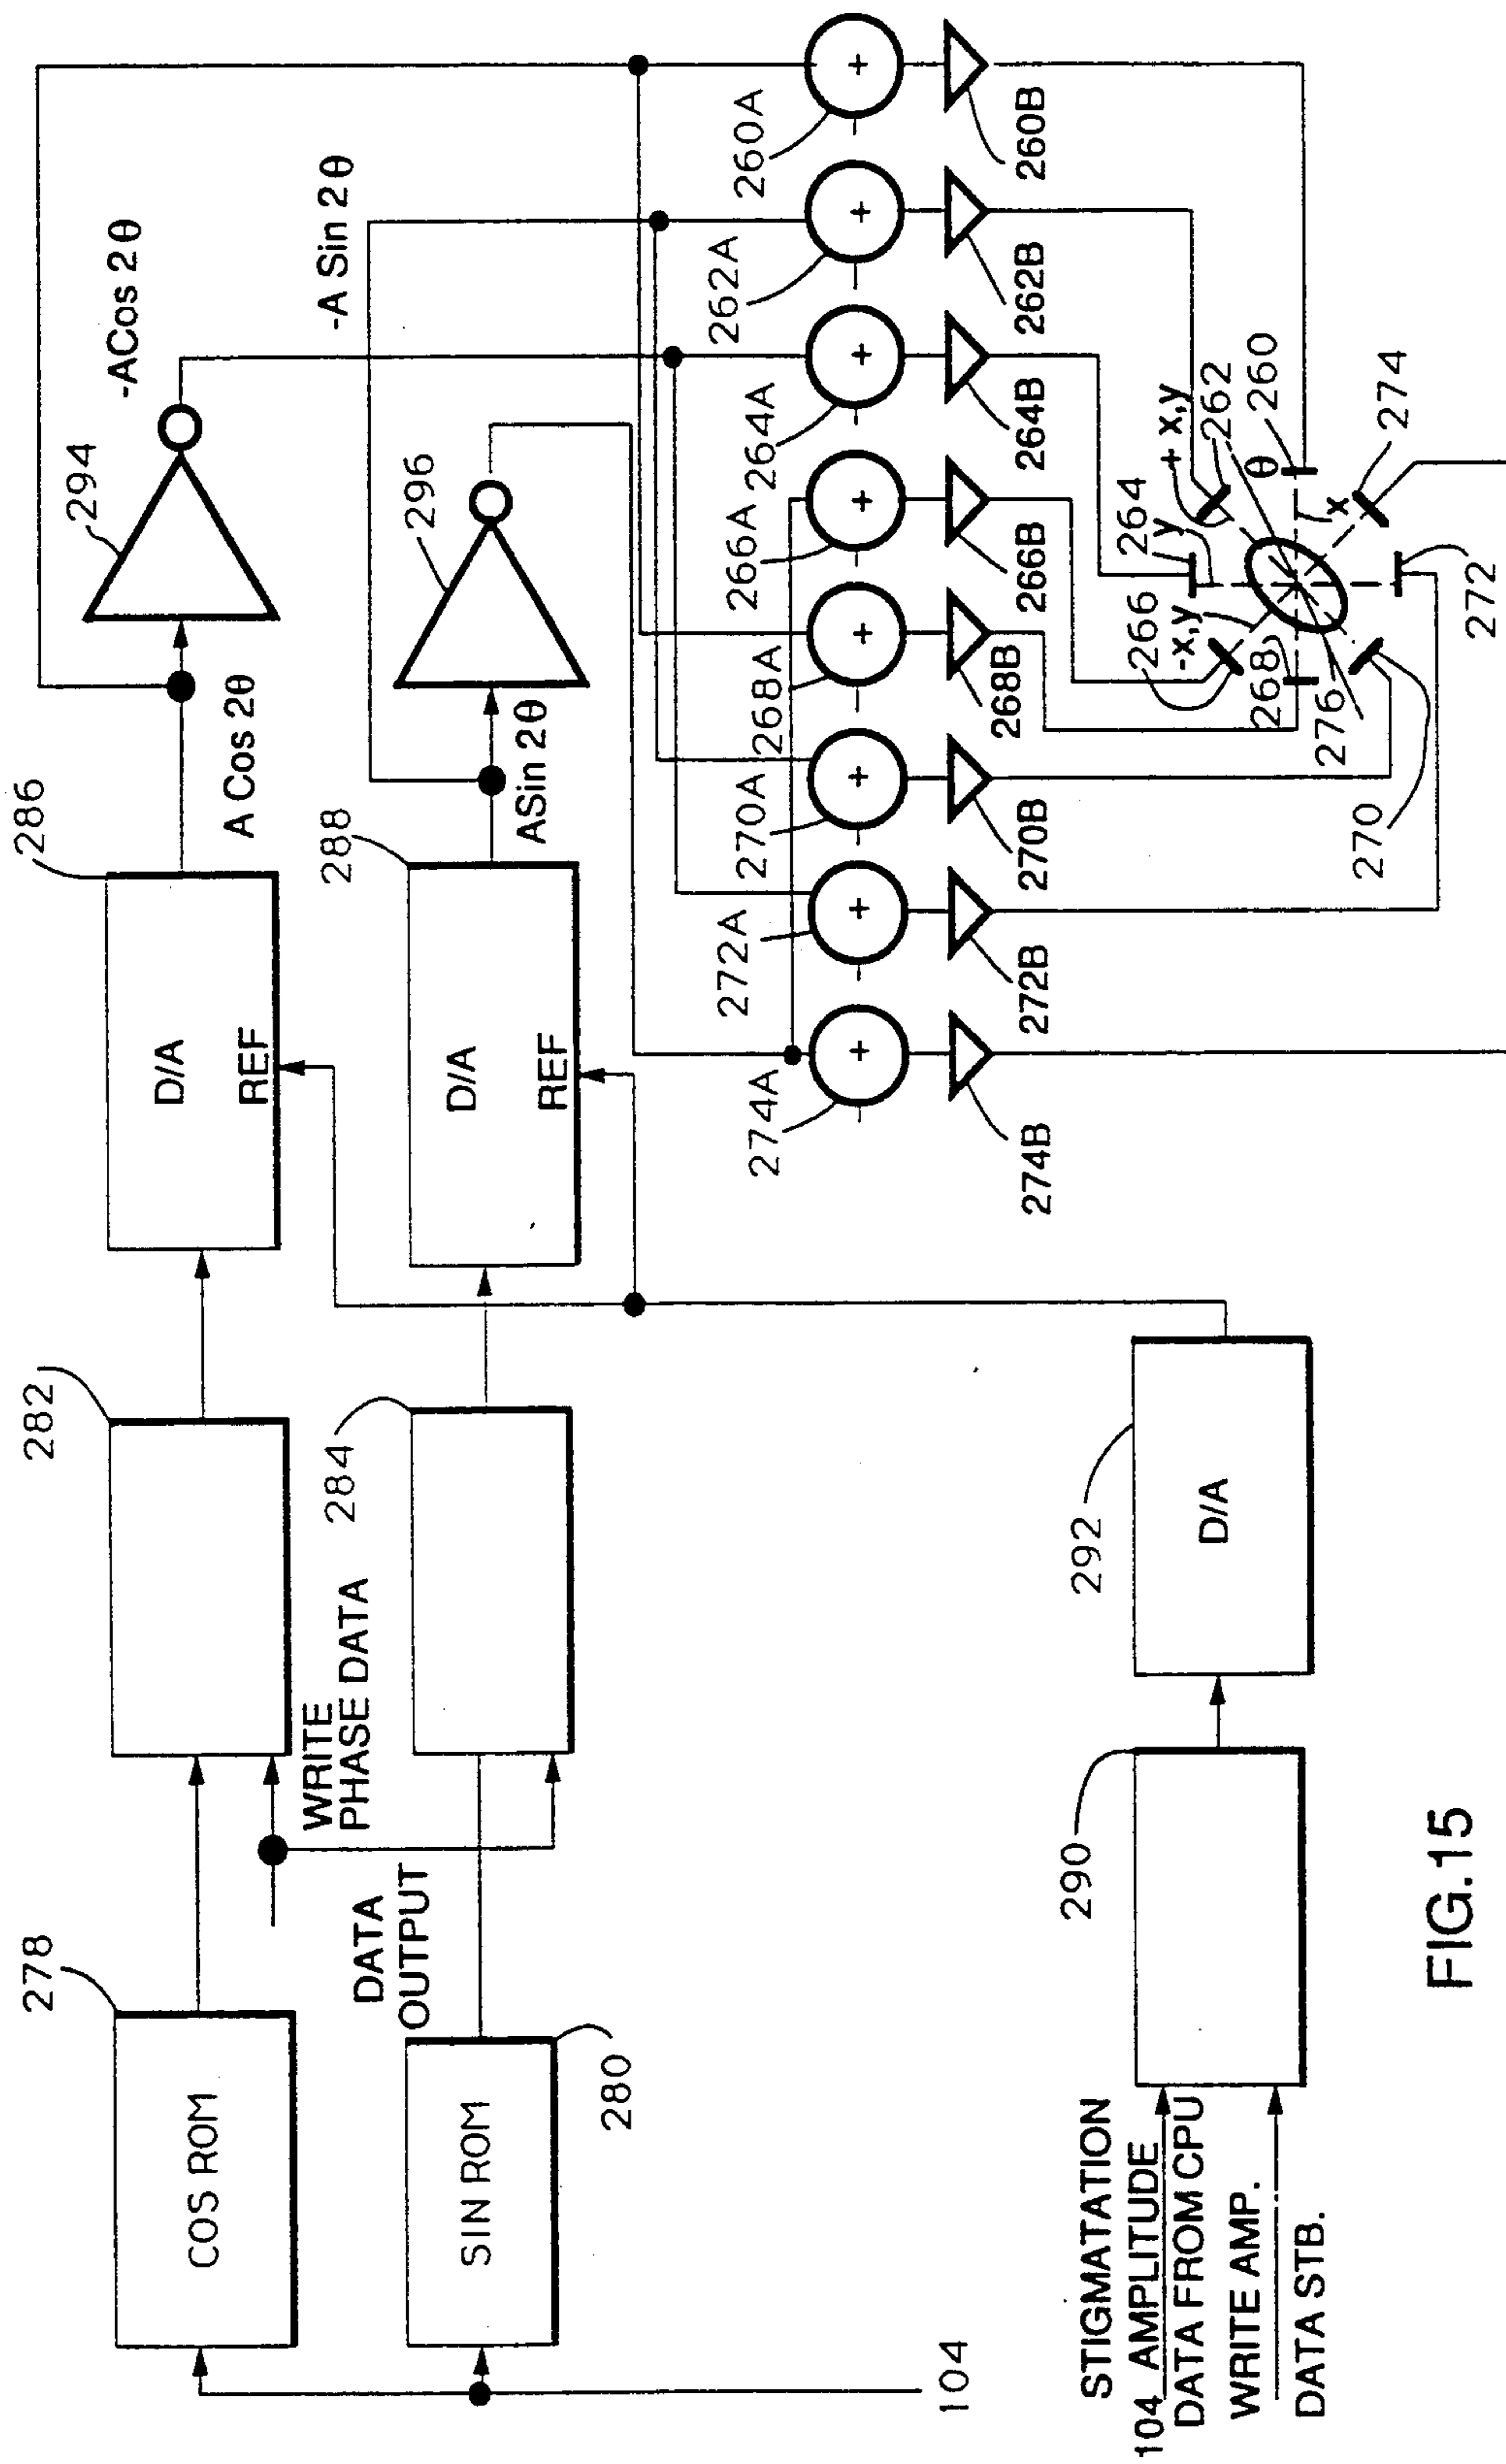 278
COS ROM
282
286
D/A
REF
A Cos 2θ
294
-ACos 2θ
WRITE
PHASE DATA
DATA
OUTPUT
SIN ROM
280
284
288
D/A
REF
ASin 2θ
296
-A Sin 2θ
104
274A
272A
270A
268A
266A
264A
262A
260A
-
-
-
-
-
-
-
-
+
+
+
+
+
+
+
+
274B
272B
270B
268B
266B
264B
262B
260B
266
-x,y
264
y
+ x,y
262
θ
260
268
x
276
274
270
272
STIGMATATION
104 AMPLITUDE
DATA FROM CPU
WRITE AMP.
DATA STB.
290
292
D/A
FIG.15